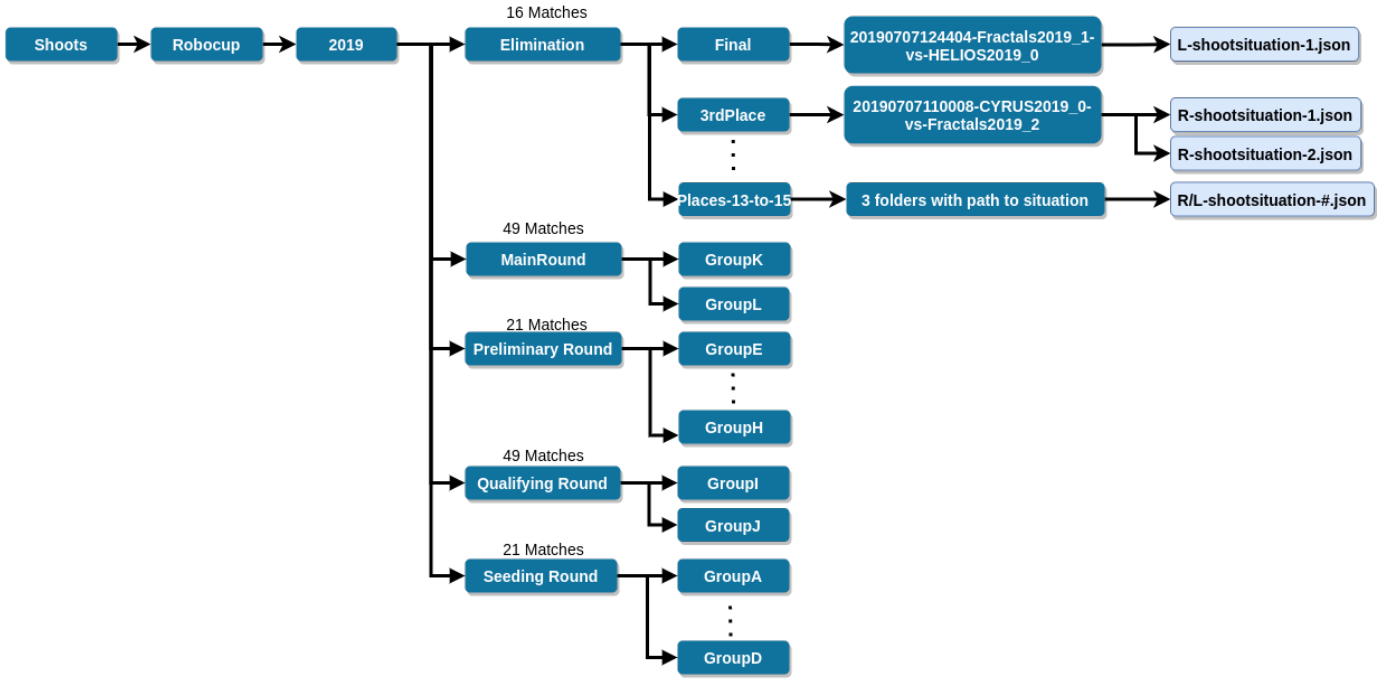 16 Matches
Shoots
Robocup
2019
Elimination
Final
20190707124404-Fractals2019_1-
vs-HELIOS2019_0
L-shootsituation-1.json
3rdPlace
20190707110008-CYRUS2019_0-
vs-Fractals2019_2
R-shootsituation-1.json
R-shootsituation-2.json
Places-13-to-15
3 folders with path to situation
R/L-shootsituation-#.json
49 Matches
MainRound
GroupK
GroupL
21 Matches
Preliminary Round
GroupE
GroupH
49 Matches
Qualifying Round
GroupI
GroupJ
21 Matches
Seeding Round
GroupA
GroupD